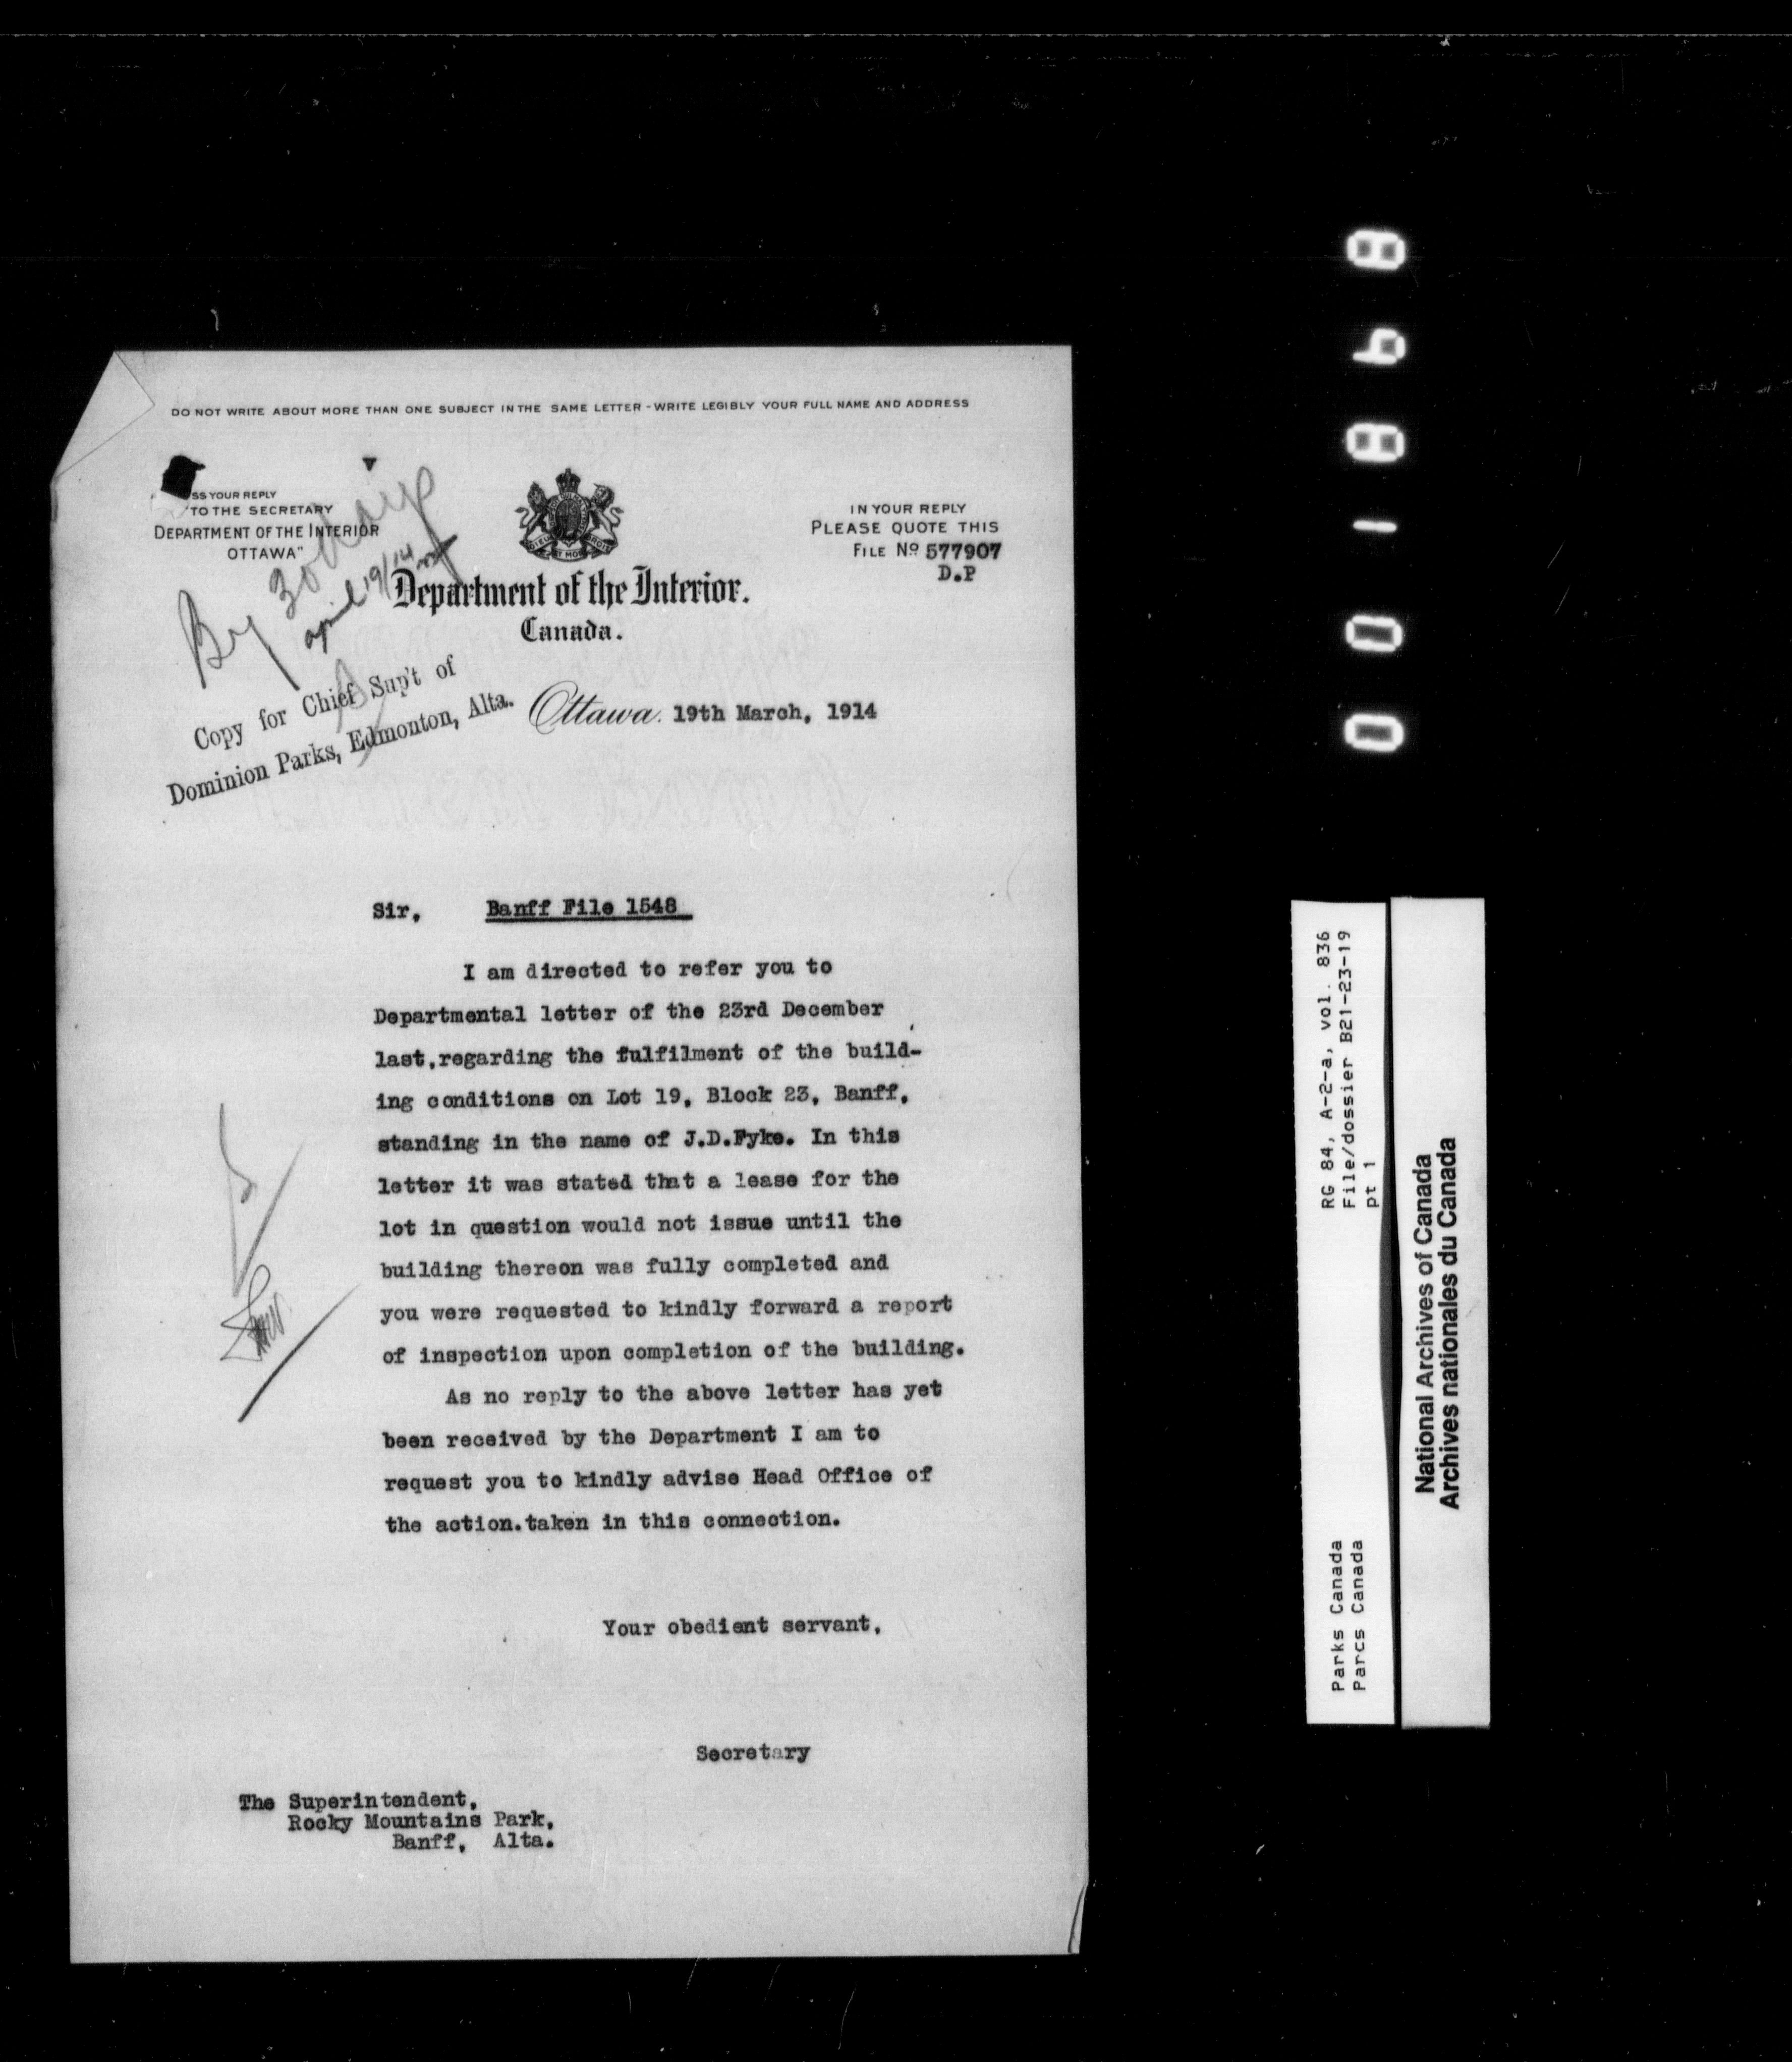 DO NOT WRITE ABOUT MORE THAN ONE SUBJECT IN THE SAME LETTER - WRITE LEGIBLY YOUR FULL NAME AND ADDRESS
SS YOUR REPLY
"TO THE SECRETARY
DEPARTMENT OF THE INTERIOR
OTTAWA"
IN YOUR REPLY
PLEASE QUOTE THIS
FILE No 577907
D.P
By 30 days
april 19/14
Department of the Interior.
Canada.
Copy for Chief Sup't of
Dominion Parks, Edmonton, Alta.
Ottawa. 19th March, 1914
Sir, Banff File 1548
I am directed to refer you to
Departmental letter of the 23rd December
last, regarding the fulfilment of the build-
ing conditions on Lot 19, Block 23, Banff,
standing in the name of J.D.Fyke. In this
letter it was stated that a lease for the
lot in question would not issue until the
building thereon was fully completed and
you were requested to kindly forward a report
of inspection upon completion of the building.
As no reply to the above letter has yet
been received by the Department I am to
request you to kindly advise Head Office of
the action.taken in this connection.
Your obedient servant,
Secretary
The Superintendent,
Rocky Mountains Park,
Banff, Alta.
RG 84, A-2-a, vol. 836
File/dossier B21-23-19
pt 1
Parks Canada
Parcs Canada
National Archives of Canada
Archives nationales du Canada